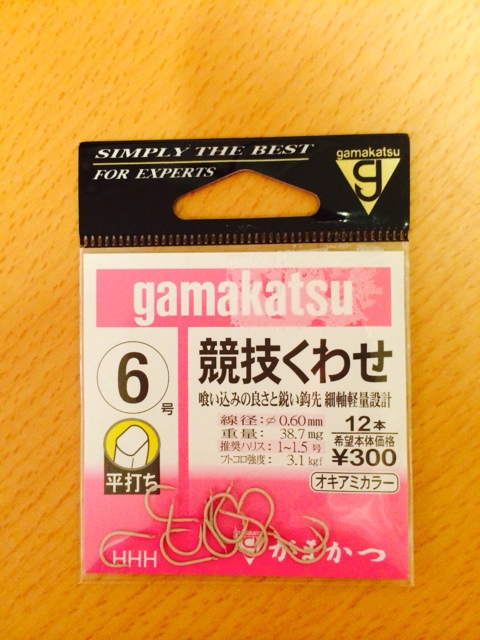 SIMPLY THE BEST
FOR EXPERTS
gamakatsu
g
gamakatsu
6号
競技くわせ
喰い込みの良さと鋭い鈎先 細軸軽量設計
線径：φ0.60mm
重量： 38.7mg
推奨ハリス：1~1.5号
フトコロ強度： 3.1kgf
12本
希望本体価格
¥300
オキアミカラー
平打ち
HHH
がまかつ